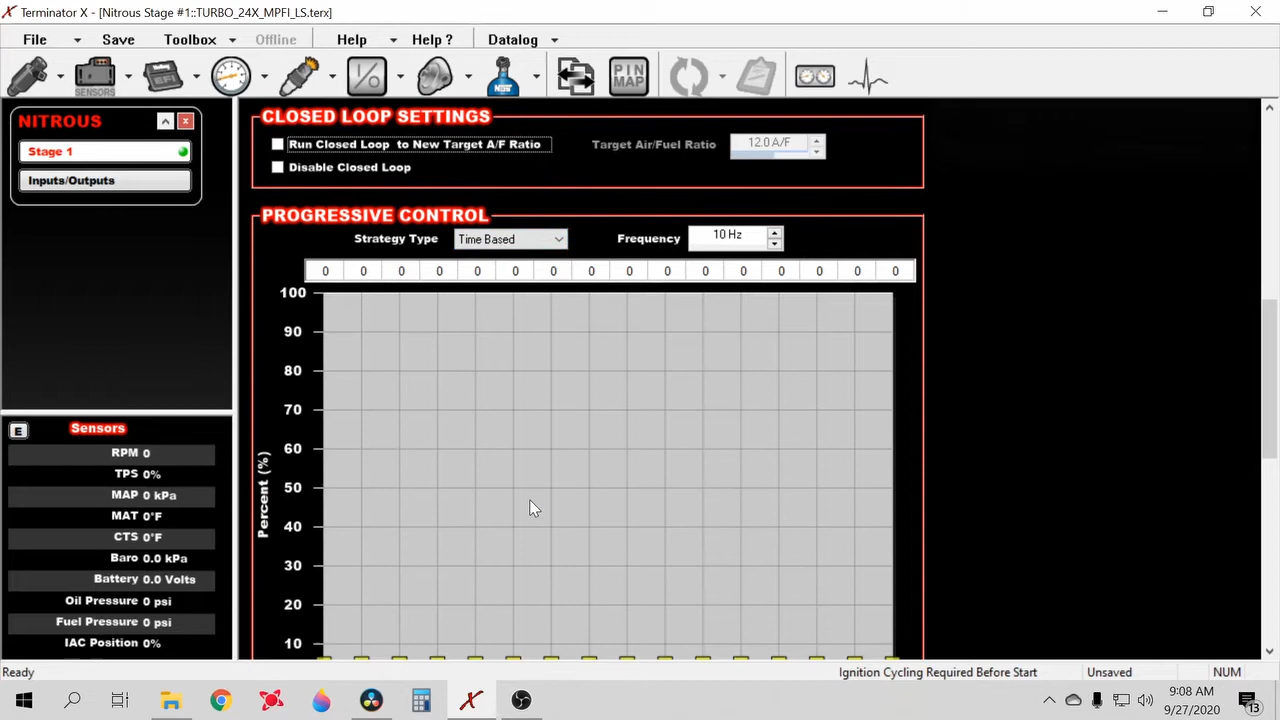 Terminator X - [Nitrous Stage #1::TURBO_24X_MPFI_LS.terx]
File Save Toolbox Offline Help Help ? Datalog
SENSORS EFI I/O NOS PIN MAP
NITROUS
Stage 1
Inputs/Outputs
CLOSED LOOP SETTINGS
Run Closed Loop to New Target A/F Ratio Target Air/Fuel Ratio 12.0 A/F
Disable Closed Loop
PROGRESSIVE CONTROL
Strategy Type Time Based Frequency 10 Hz
0 0 0 0 0 0 0 0 0 0 0 0 0 0 0 0
100
90
80
70
60
50
40
30
20
10
Percent (%)
E Sensors
RPM 0
TPS 0%
MAP 0 kPa
MAT 0°F
CTS 0°F
Baro 0.0 kPa
Battery 0.0 Volts
Oil Pressure 0 psi
Fuel Pressure 0 psi
IAC Position 0%
Ready Ignition Cycling Required Before Start Unsaved NUM
9:08 AM
9/27/2020
13